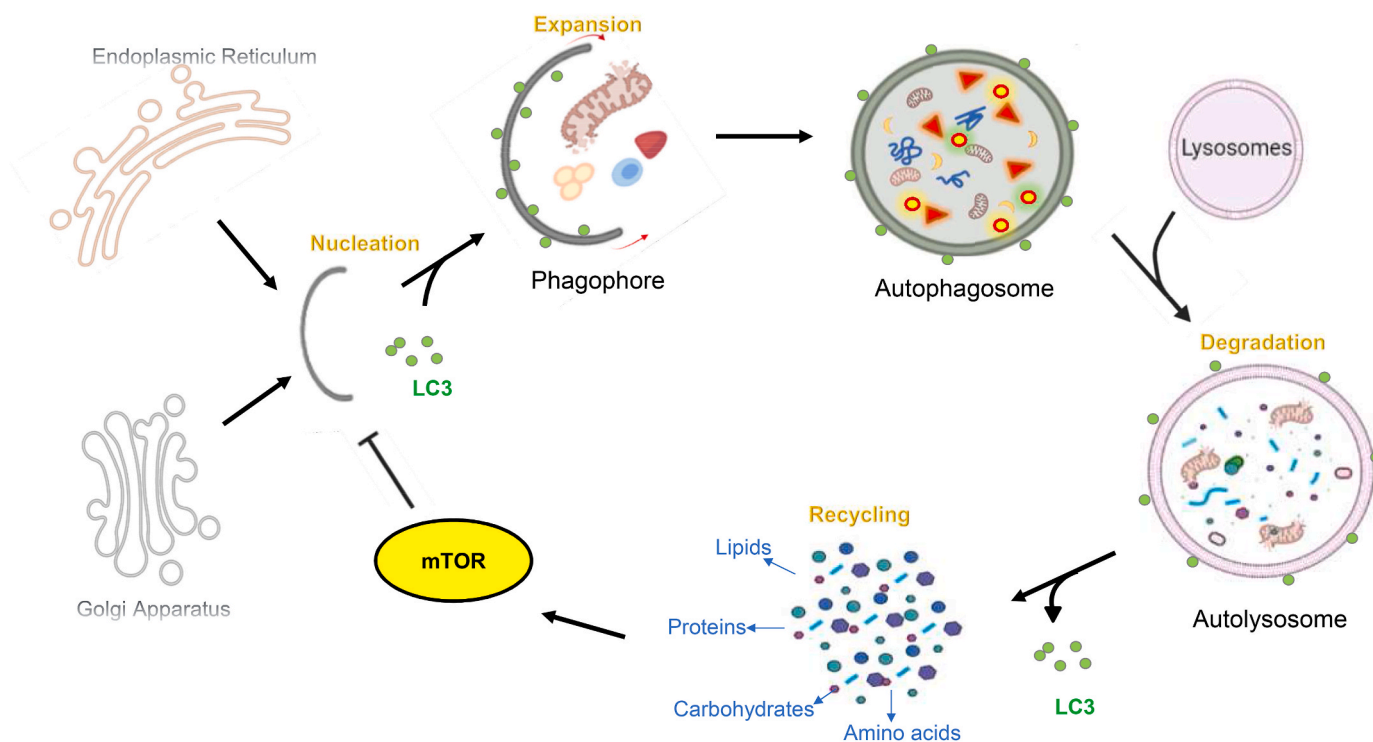 Expansion
Endoplasmic Reticulum
Lysosomes
Nucleation
Phagophore
Autophagosome
Degradation
LC3
Recycling
Lipids
mTOR
Golgi Apparatus
Proteins
Autolysosome
Carbohydrates
LC3
Amino acids